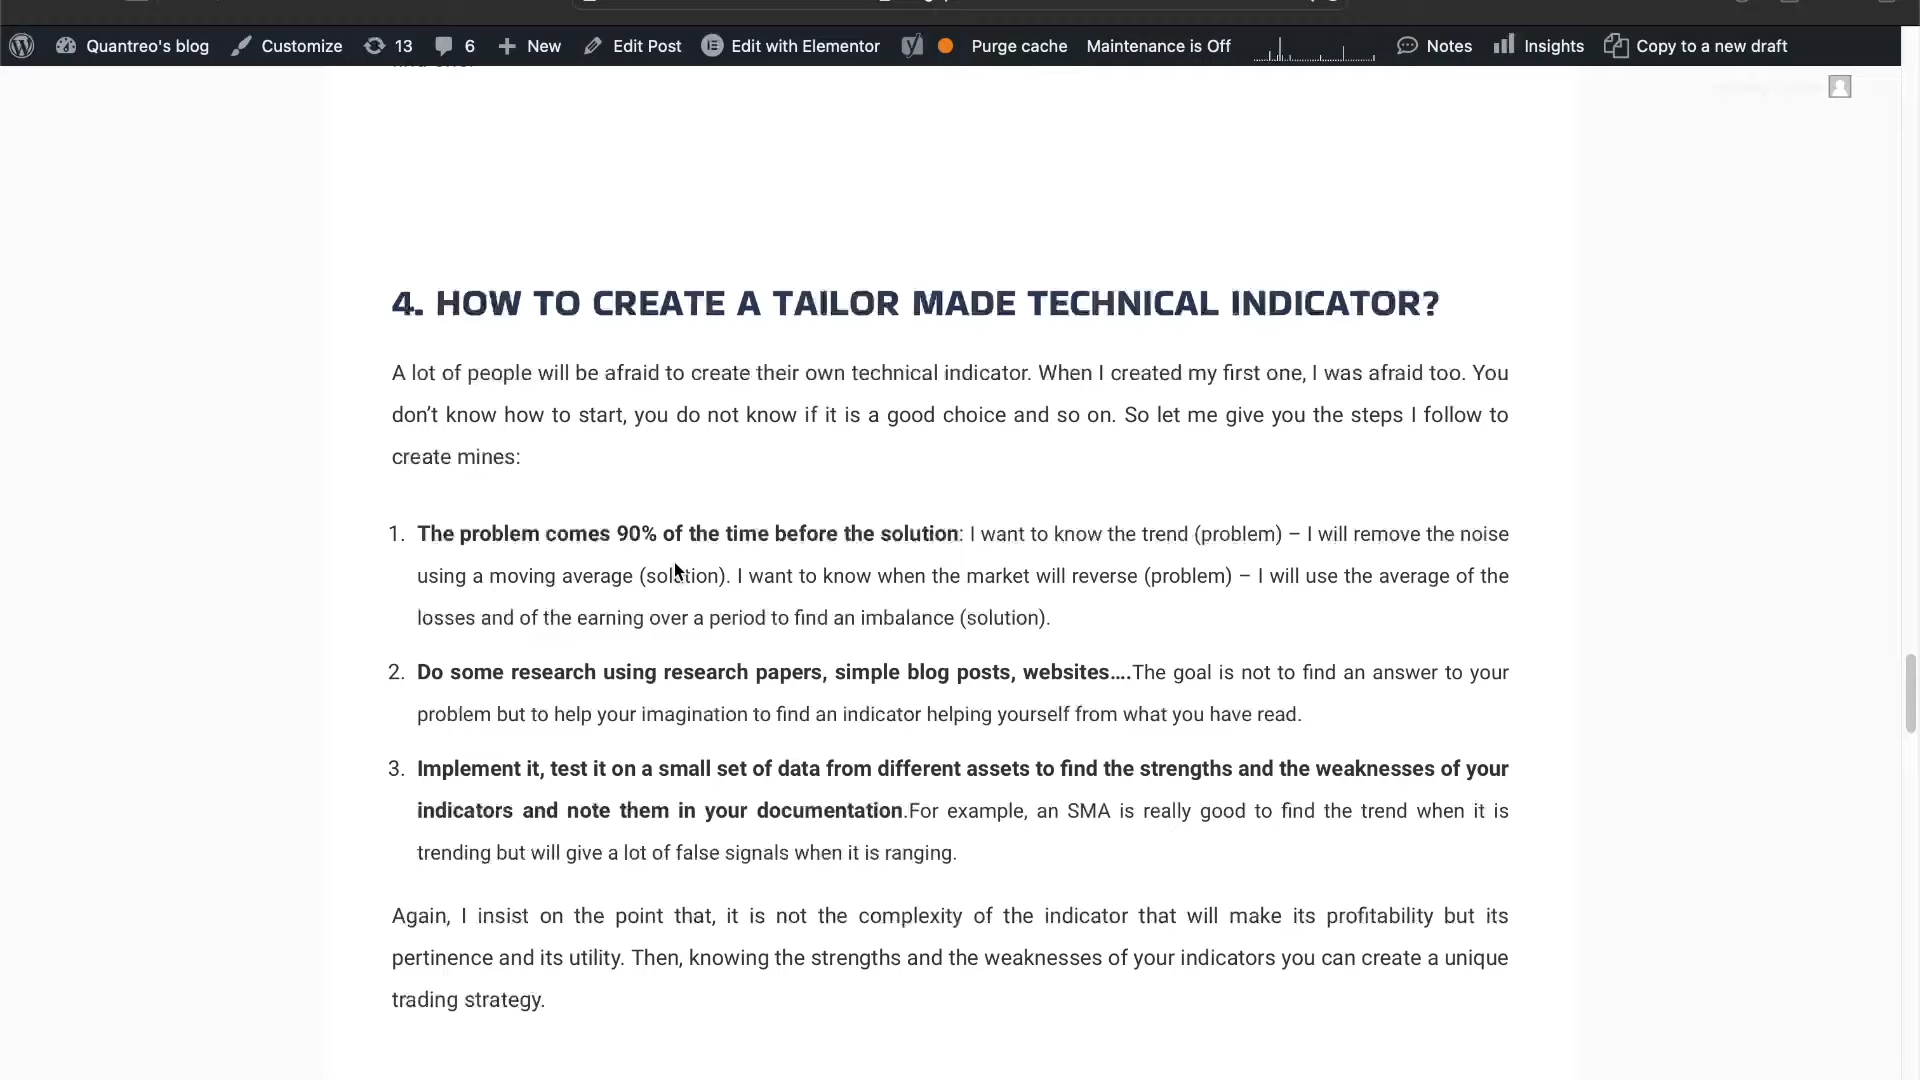 Quantreo's blog Customize 13 6 New Edit Post Edit with Elementor Purge cache Maintenance is Off Notes Insights Copy to a new draft
4. HOW TO CREATE A TAILOR MADE TECHNICAL INDICATOR?
A lot of people will be afraid to create their own technical indicator. When I created my first one, I was afraid too. You
don’t know how to start, you do not know if it is a good choice and so on. So let me give you the steps I follow to
create mines:
1. The problem comes 90% of the time before the solution: I want to know the trend (problem) – I will remove the noise
using a moving average (solution). I want to know when the market will reverse (problem) – I will use the average of the
losses and of the earning over a period to find an imbalance (solution).
2. Do some research using research papers, simple blog posts, websites….The goal is not to find an answer to your
problem but to help your imagination to find an indicator helping yourself from what you have read.
3. Implement it, test it on a small set of data from different assets to find the strengths and the weaknesses of your
indicators and note them in your documentation.For example, an SMA is really good to find the trend when it is
trending but will give a lot of false signals when it is ranging.
Again, I insist on the point that, it is not the complexity of the indicator that will make its profitability but its
pertinence and its utility. Then, knowing the strengths and the weaknesses of your indicators you can create a unique
trading strategy.